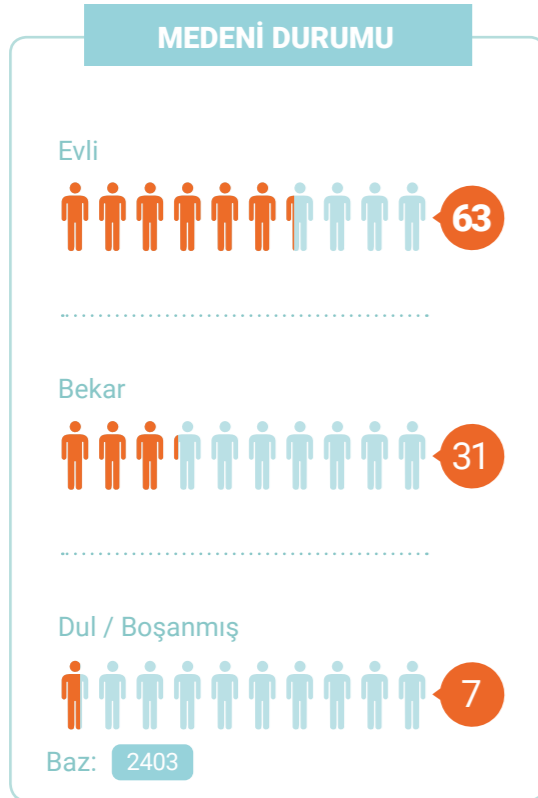 MEDENİ DURUMU
Evli
63
Bekar
31
Dul / Boşanmış
7
Baz: 2403